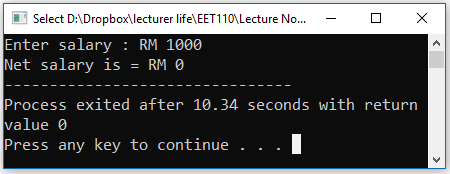 Select D:\Dropbox\lecturer life\EET110\Lecture No...
Enter salary : RM 1000
Net salary is = RM 0
--------------------------------
Process exited after 10.34 seconds with return
value 0
Press any key to continue . . .